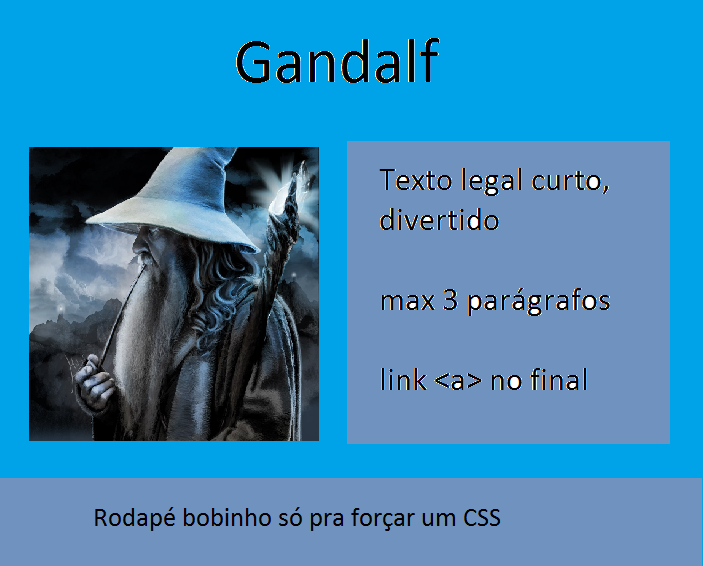 Gandalf
Texto legal curto,
divertido
max 3 parágrafos
link <a> no final
Rodapé bobinho só pra forçar um CSS